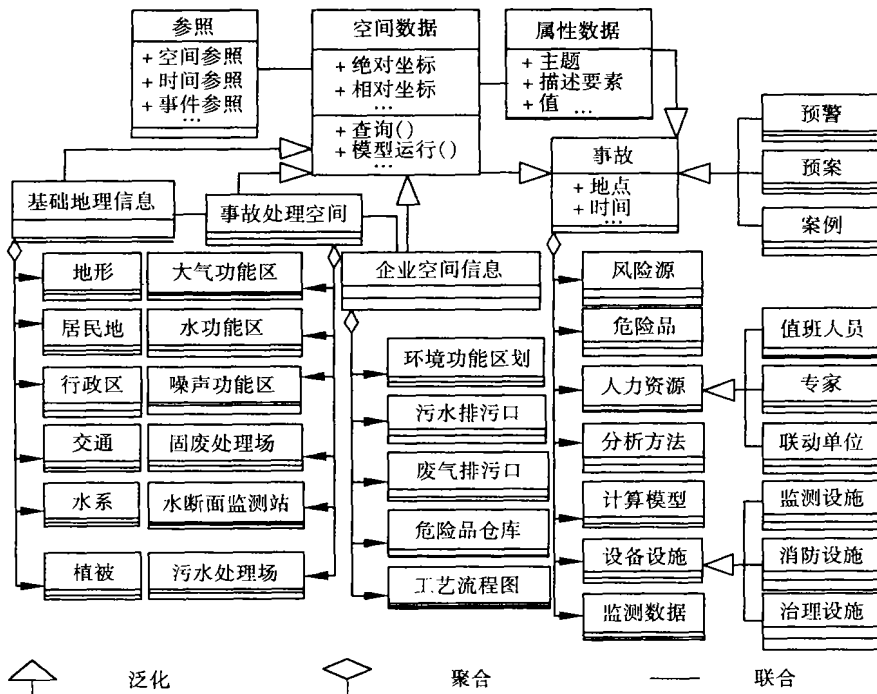 参照
+ 空间参照
+ 时间参照
+ 事件参照
…
空间数据
+ 绝对坐标
+ 相对坐标
…
+ 查询()
+ 模型运行()
…
属性数据
+ 主题
+ 描述要素
+ 值 …
事故
+ 地点
+ 时间
…
预警
预案
案例
基础地理信息
事故处理空间
企业空间信息
地形
居民地
行政区
交通
水系
植被
大气功能区
水功能区
噪声功能区
固废处理场
水断面监测站
污水处理场
环境功能区划
污水排污口
废气排污口
危险品仓库
工艺流程图
风险源
危险品
人力资源
分析方法
计算模型
设备设施
监测数据
值班人员
专家
联动单位
监测设施
消防设施
治理设施
泛化
聚合
联合